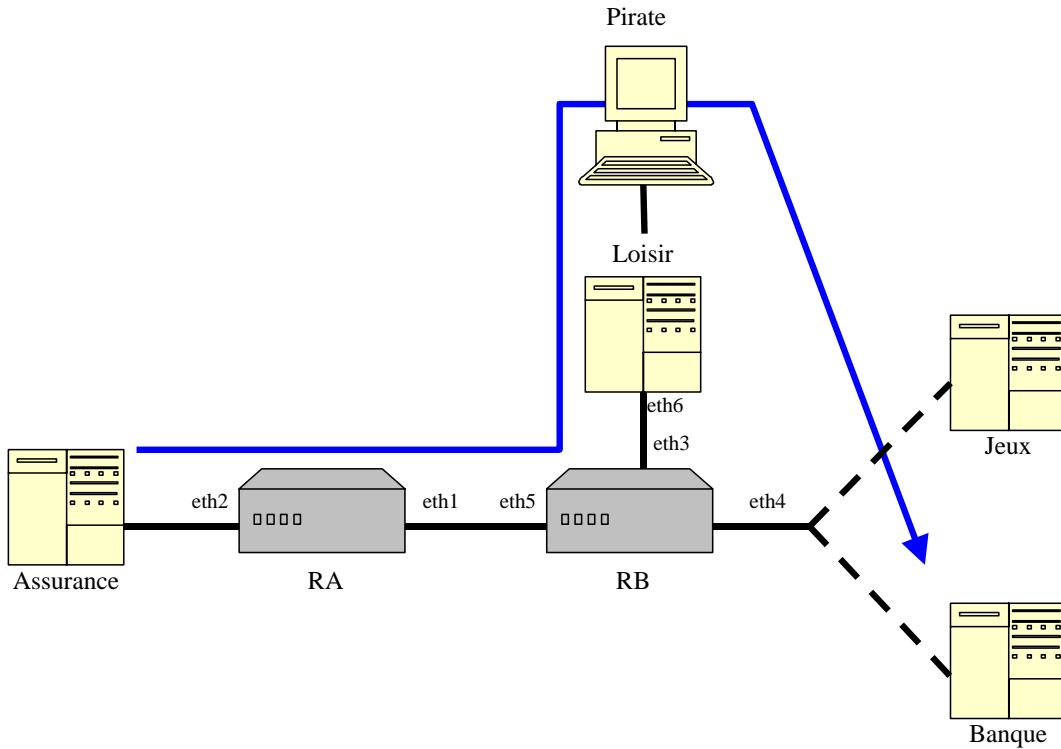 Pirate
Loisir
eth6
eth3
Jeux
eth2
eth1
eth5
eth4
Assurance
RA
RB
Banque